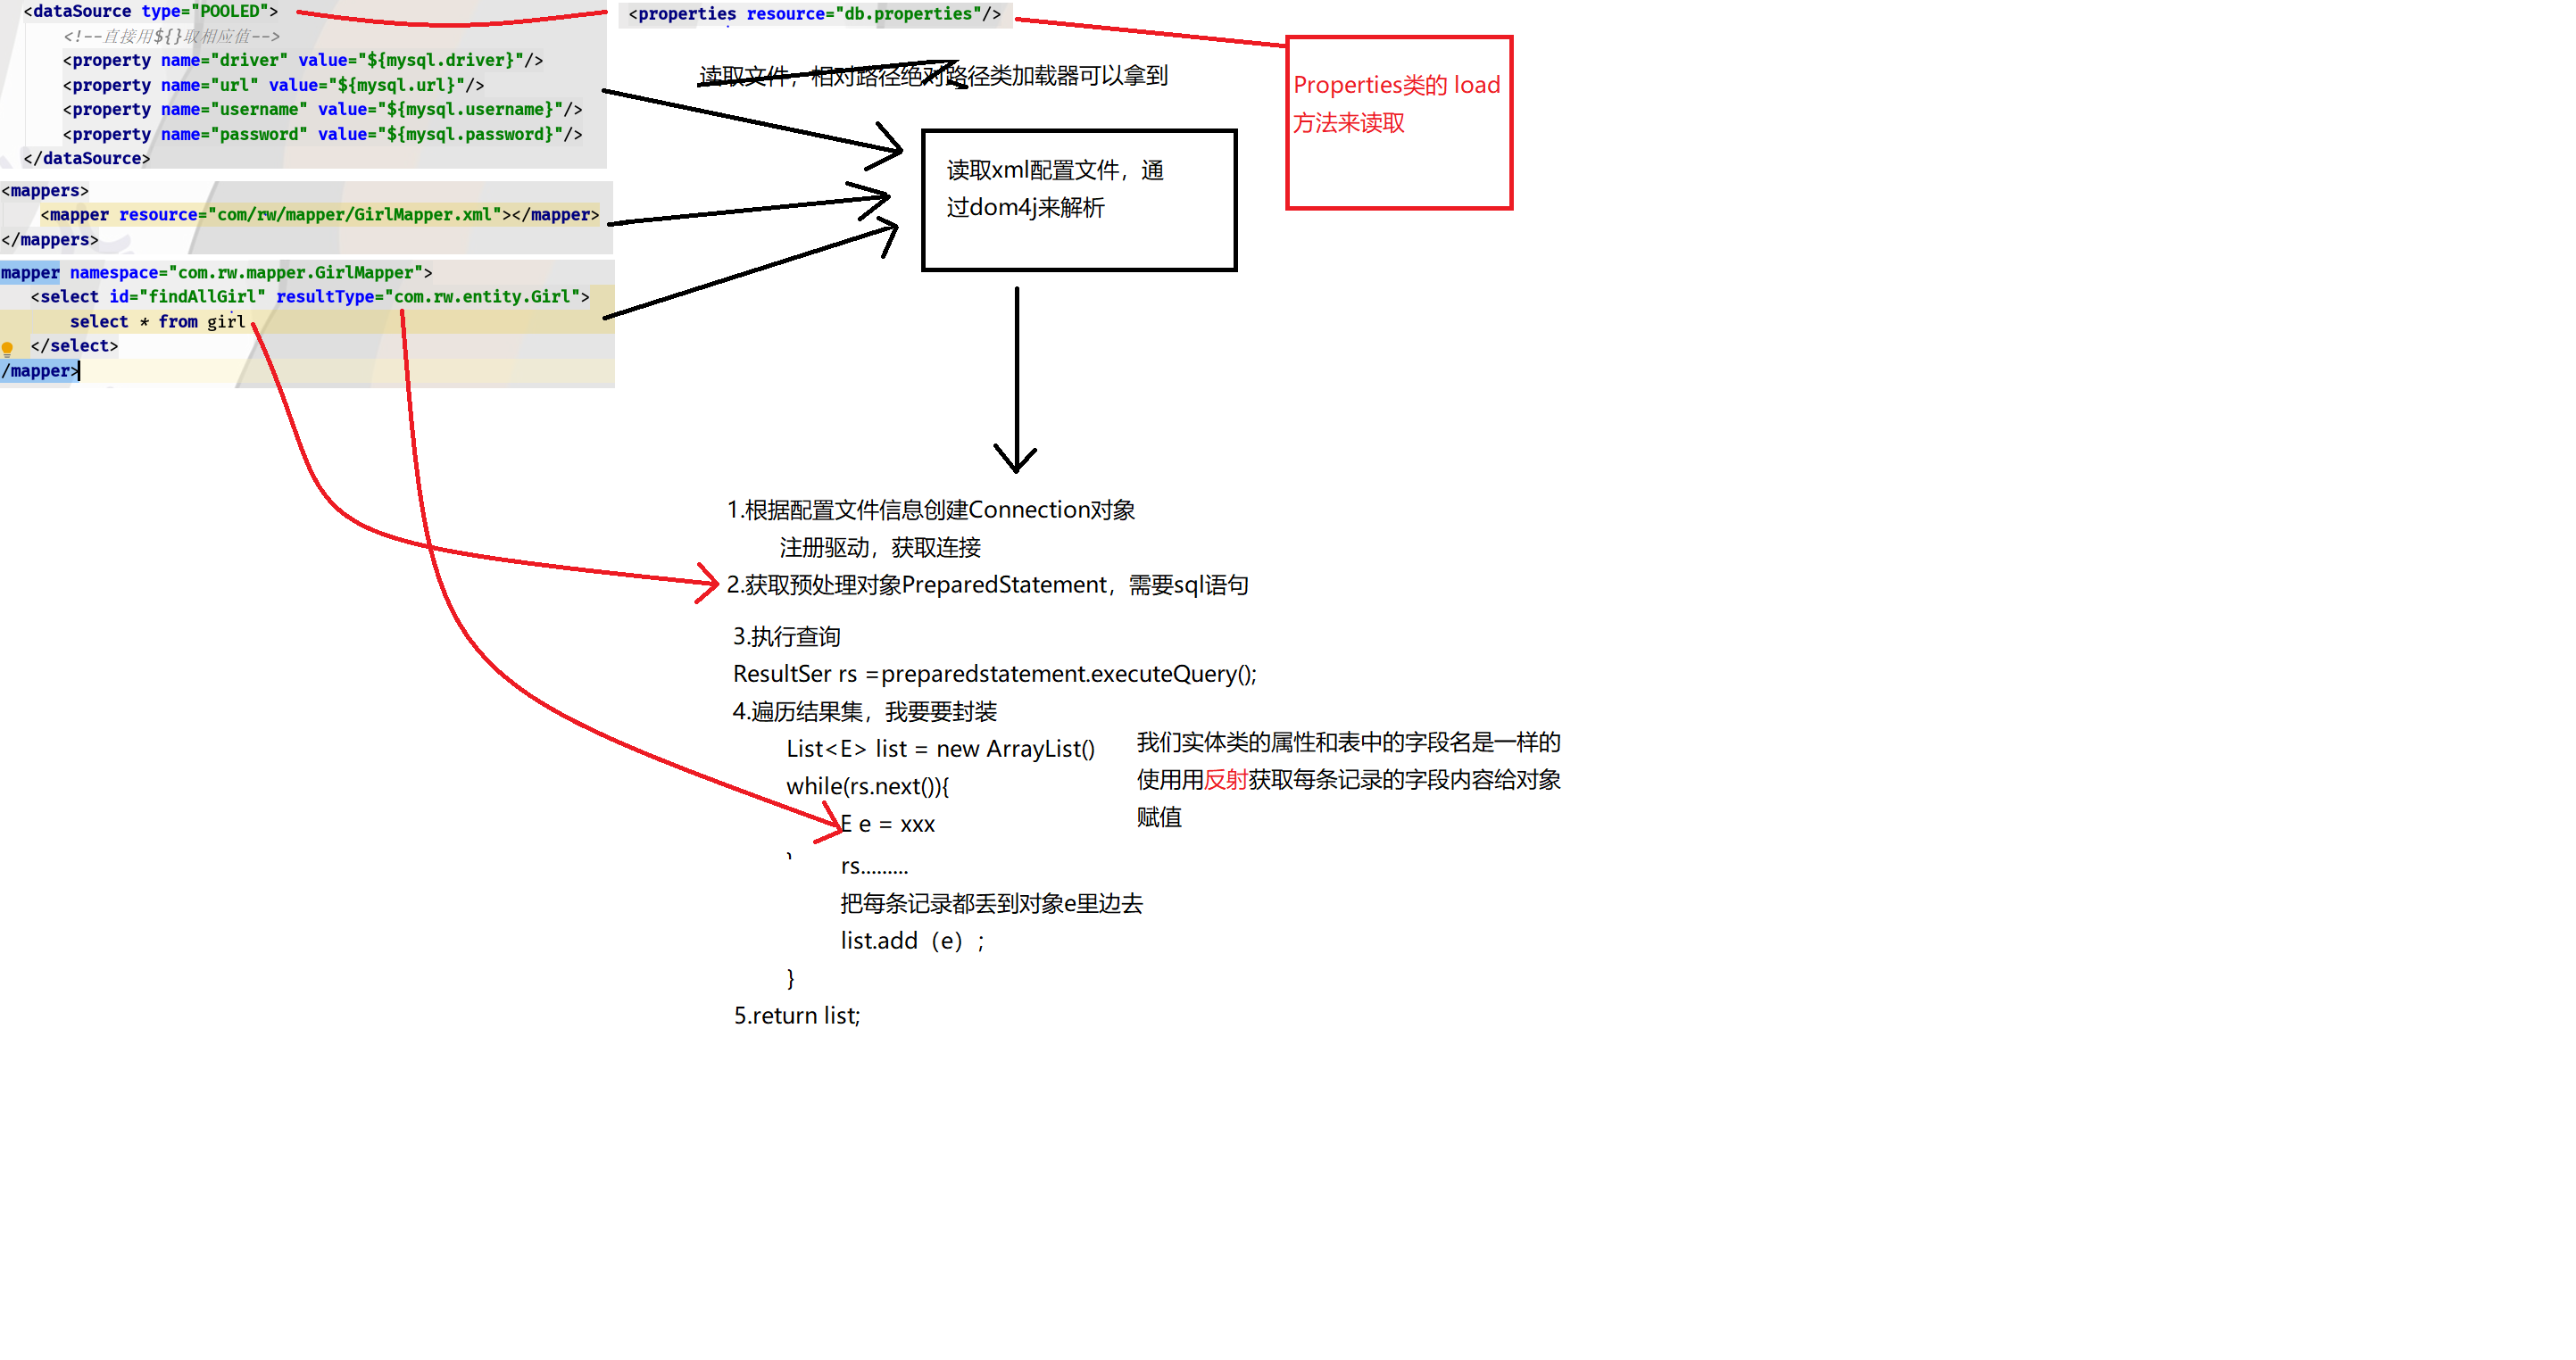 <dataSource type="POOLED">
<!--直接用${}取相应值-->
<property name="driver" value="${mysql.driver}"/>
<property name="url" value="${mysql.url}"/>
<property name="username" value="${mysql.username}"/>
<property name="password" value="${mysql.password}"/>
</dataSource>
<properties resource="db.properties"/>
读取文件，相对路径绝对路径类加载器可以拿到
Properties类的 load
方法来读取
<mappers>
<mapper resource="com/rw/mapper/GirlMapper.xml"></mapper>
</mappers>
读取xml配置文件，通
过dom4j来解析
mapper namespace="com.rw.mapper.GirlMapper">
<select id="findAllGirl" resultType="com.rw.entity.Girl">
select * from girl
</select>
/mapper>
1.根据配置文件信息创建Connection对象
注册驱动，获取连接
2.获取预处理对象PreparedStatement，需要sql语句
3.执行查询
ResultSer rs =preparedstatement.executeQuery();
4.遍历结果集，我要要封装
List<E> list = new ArrayList()
while(rs.next()){
E e = xxx
我们实体类的属性和表中的字段名是一样的
使用用反射获取每条记录的字段内容给对象
赋值
rs.........
把每条记录都丢到对象e里边去
list.add（e）;
}
5.return list;